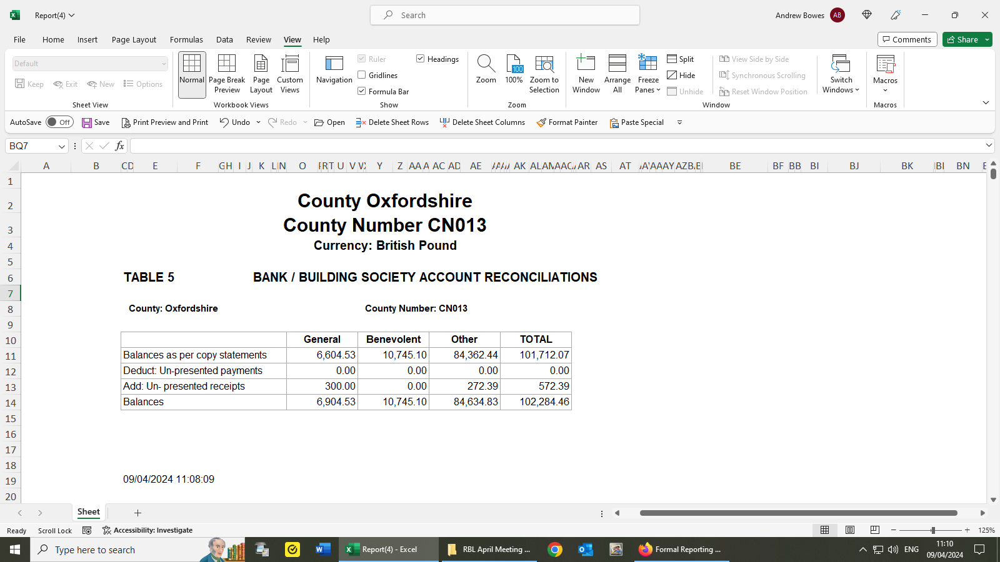 Report(4)
Search
Andrew Bowes AB
File Home Insert Page Layout Formulas Data Review View Help
Comments Share
Default
Keep Exit New Options
Sheet View
Normal Page Break Preview Page Layout Custom Views
Workbook Views
Navigation
Ruler Headings
Gridlines
Formula Bar
Show
Zoom 100% Zoom to Selection
Zoom
New Window Arrange All Freeze Panes
Split
Hide
Unhide
View Side by Side
Synchronous Scrolling
Reset Window Position
Window
Switch Windows
Macros
Macros
AutoSave Off Save Print Preview and Print Undo Redo Open Delete Sheet Rows Delete Sheet Columns Format Painter Paste Special
BQ7 fx
A B C D E F G H I J K L N O R T U V Y Z AA A AC AD AE AK AL AR AS AT AY AZ BE BF BB BI BJ BK BI BN
1
2 County Oxfordshire
3 County Number CN013
4 Currency: British Pound
5
6 TABLE 5 BANK / BUILDING SOCIETY ACCOUNT RECONCILIATIONS
7
8 County: Oxfordshire County Number: CN013
9
10 General Benevolent Other TOTAL
11 Balances as per copy statements 6,604.53 10,745.10 84,362.44 101,712.07
12 Deduct: Un-presented payments 0.00 0.00 0.00 0.00
13 Add: Un- presented receipts 300.00 0.00 272.39 572.39
14 Balances 6,904.53 10,745.10 84,634.83 102,284.46
15
16
17
18
19 09/04/2024 11:08:09
20
Sheet
Ready Scroll Lock Accessibility: Investigate 125%
Type here to search Report(4) - Excel RBL April Meeting ... Formal Reporting ... ENG 11:10
09/04/2024